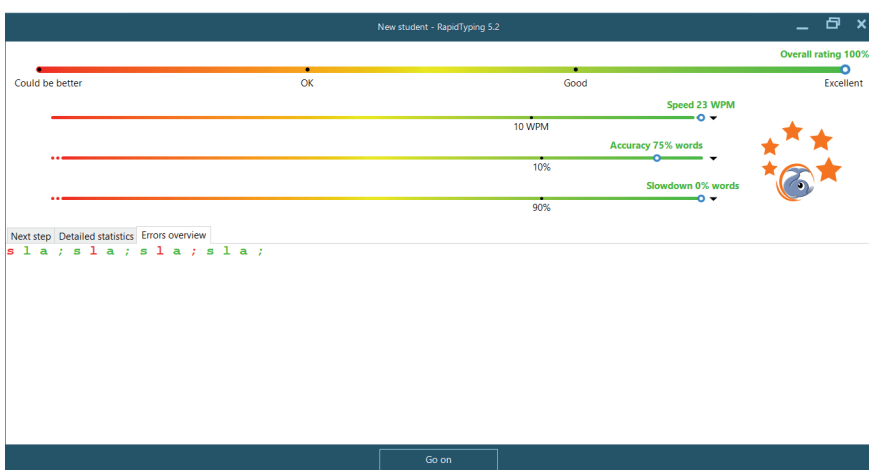 New student - RapidTyping 5.2
Overall rating 100%
Could be better OK Good Excellent
Speed 23 WPM
10 WPM
Accuracy 75% words
10%
Slowdown 0% words
90%
Next step Detailed statistics Errors overview
s l a ; s l a ; s l a ; s l a ;
Go on